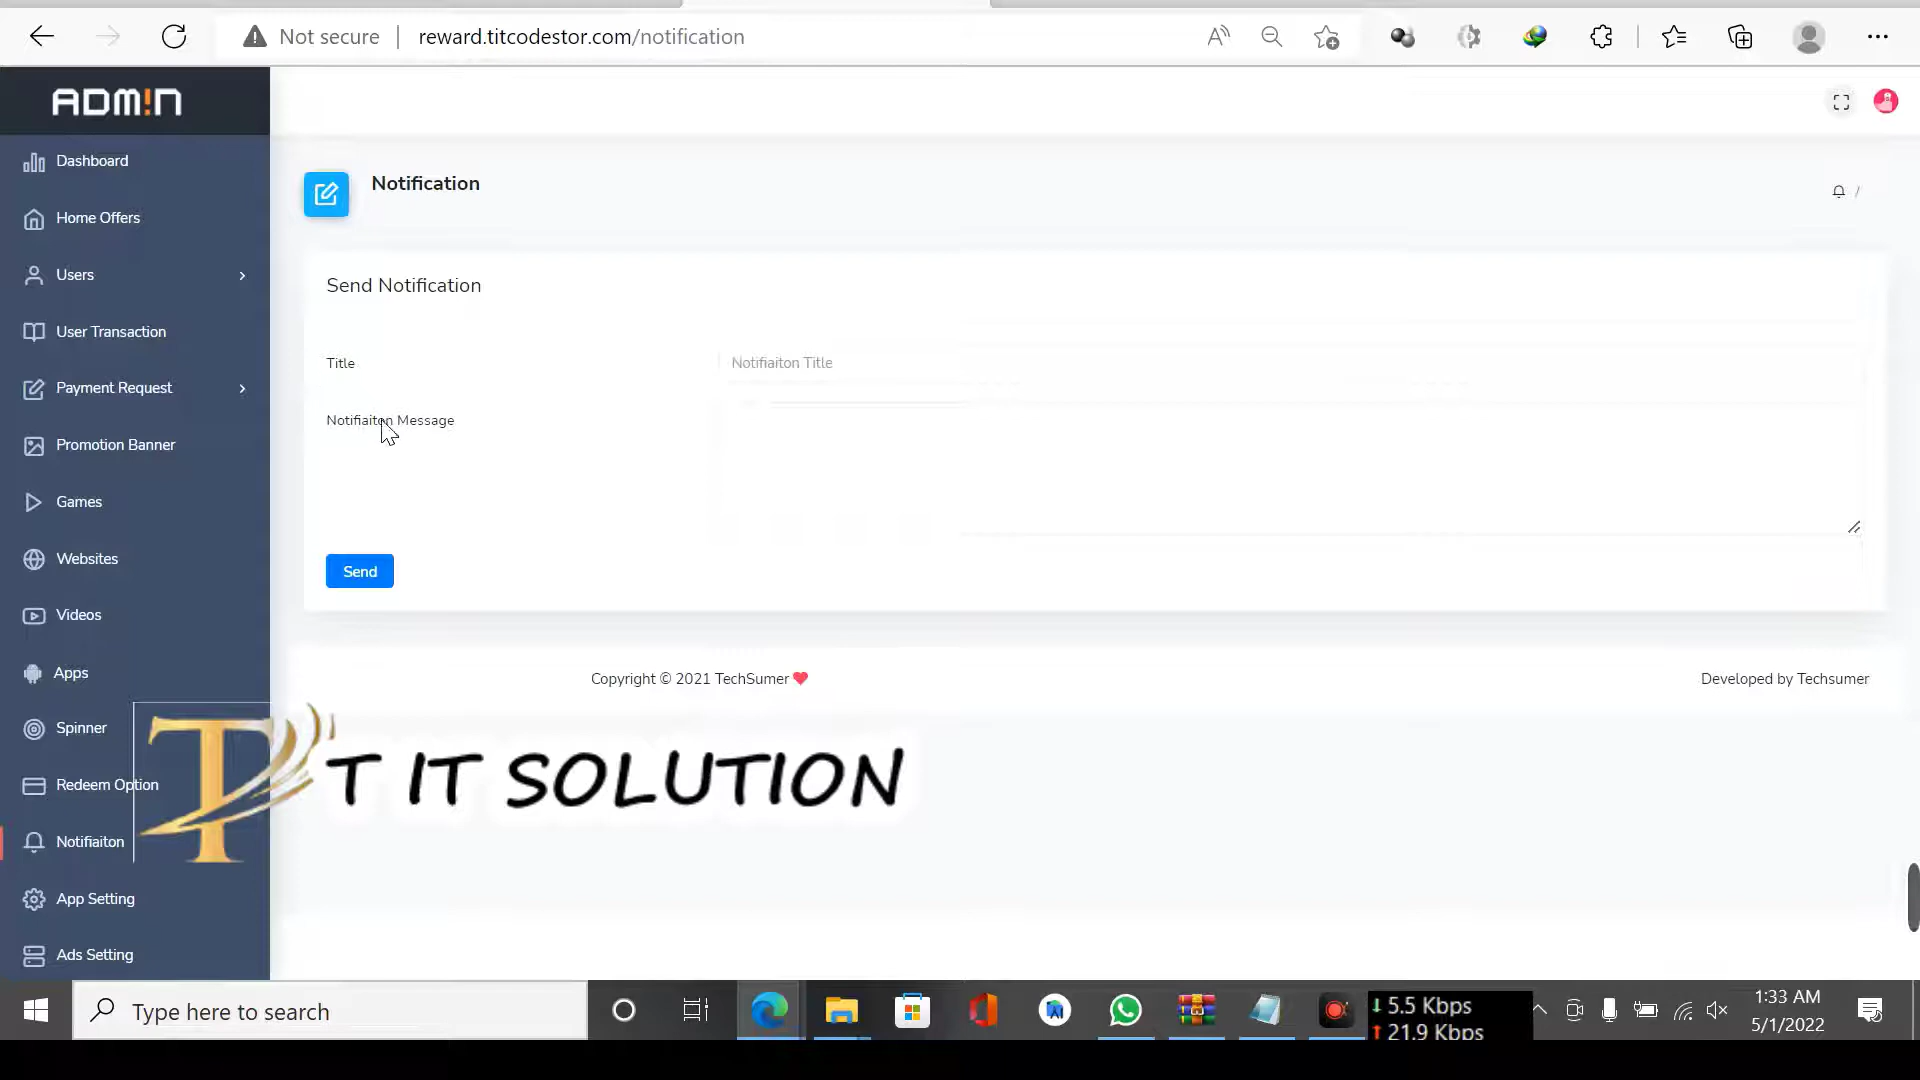 Not secure
reward.titcodestor.com/notification
ADM!N
Dashboard
Home Offers
Users
User Transaction
Payment Request
Promotion Banner
Games
Websites
Videos
Apps
Spinner
Redeem Option
Notifiaiton
App Setting
Ads Setting
Notification
/
Send Notification
Title
Notifiaiton Title
Notifiaiton Message
Send
Copyright © 2021 TechSumer
Developed by Techsumer
T IT SOLUTION
Type here to search
↓ 5.5 Kbps
↑ 21.9 Kbps
1:33 AM
5/1/2022